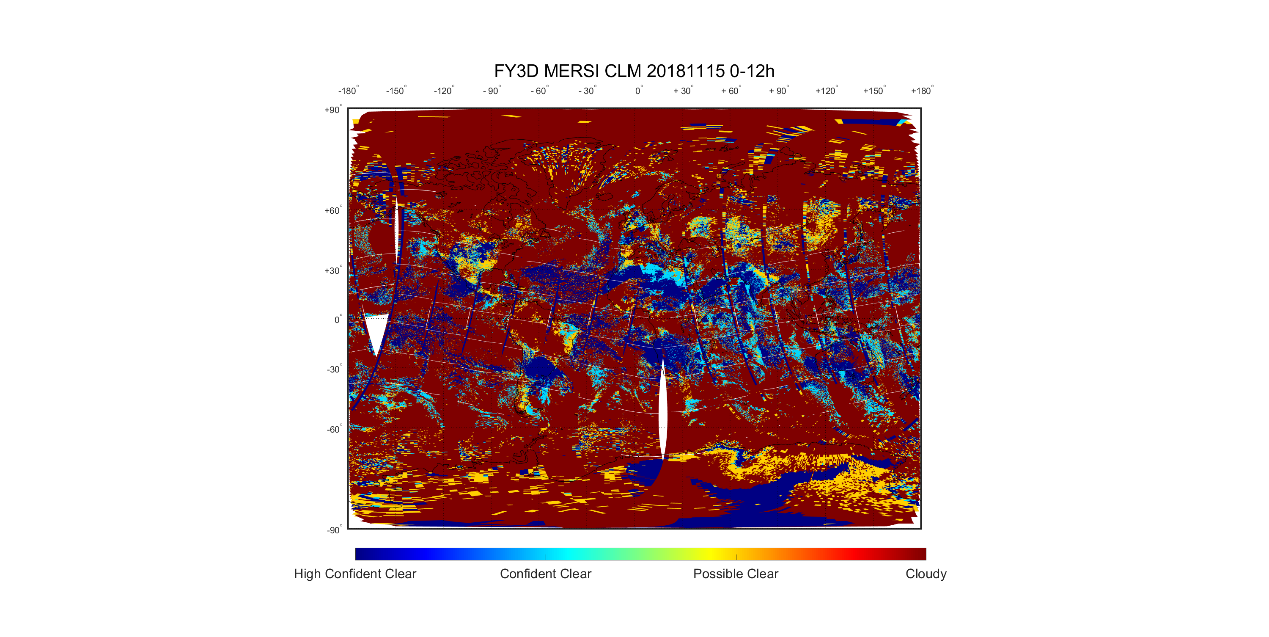 FY3D MERSI CLM 20181115 0-12h
-180° -150° -120° -90° -60° -30° 0° +30° +60° +90° +120° +150° +180°
+90°
+60°
+30°
0°
-30°
-60°
-90°
High Confident Clear Confident Clear Possible Clear Cloudy